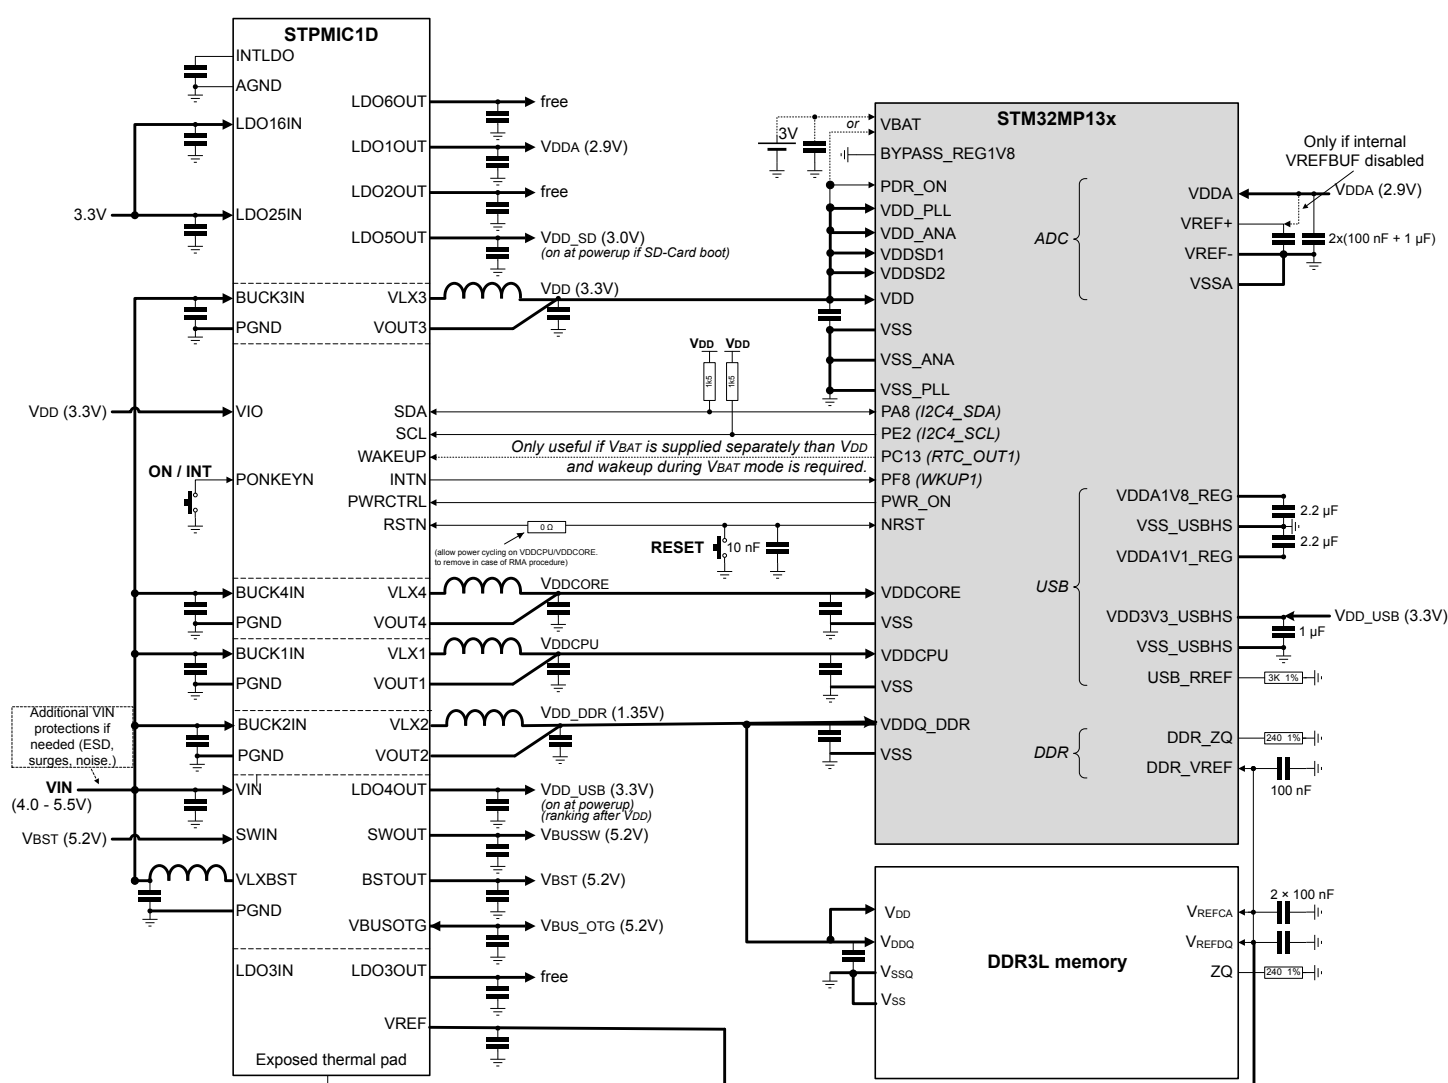 STPMIC1D
INTLDO
AGND
LDO6OUT
free
LDO16IN
LDO1OUT
VDDA (2.9V)
LDO2OUT
free
3.3V
LDO25IN
LDO5OUT
VDD_SD (3.0V)
(on at powerup if SD-Card boot)
BUCK3IN
VLX3
VDD (3.3V)
PGND
VOUT3
VDD (3.3V)
VIO
SDA
SCL
WAKEUP
ON / INT
PONKEYN
INTN
PWRCTRL
RSTN
VDD VDD
1k5
1k5
Only useful if VBAT is supplied separately than VDD
and wakeup during VBAT mode is required.
0 Ω
(allow power cycling on VDDCPU/VDDCORE.
to remove in case of RMA procedure)
RESET
10 nF
BUCK4IN
VLX4
VDDCORE
PGND
VOUT4
BUCK1IN
VLX1
VDDCPU
PGND
VOUT1
Additional VIN
protections if
needed (ESD,
surges, noise.)
BUCK2IN
VLX2
VDD_DDR (1.35V)
PGND
VOUT2
VIN
(4.0 - 5.5V)
VIN
LDO4OUT
VDD_USB (3.3V)
(on at powerup)
(ranking after VDD)
VBST (5.2V)
SWIN
SWOUT
VBUSSW (5.2V)
VLXBST
BSTOUT
VBST (5.2V)
PGND
VBUSOTG
VBUS_OTG (5.2V)
LDO3IN
LDO3OUT
free
VREF
Exposed thermal pad
STM32MP13x
3V
or
VBAT
BYPASS_REG1V8
PDR_ON
VDD_PLL
VDD_ANA
VDDSD1
VDDSD2
VDD
VSS
VSS_ANA
VSS_PLL
PA8 (I2C4_SDA)
PE2 (I2C4_SCL)
PC13 (RTC_OUT1)
PF8 (WKUP1)
PWR_ON
NRST
VDDCORE
VSS
VDDCPU
VSS
VDDQ_DDR
VSS
Only if internal
VREFBUF disabled
ADC
VDDA
VDDA (2.9V)
VREF+
2x(100 nF + 1 µF)
VREF-
VSSA
USB
VDDA1V8_REG
2.2 µF
VSS_USBHS
2.2 µF
VDDA1V1_REG
VDD3V3_USBHS
VDD_USB (3.3V)
1 µF
VSS_USBHS
USB_RREF
3K 1%
DDR
DDR_ZQ
240 1%
DDR_VREF
100 nF
DDR3L memory
VDD
VDDQ
VSSQ
VSS
2 × 100 nF
VREFCA
VREFDQ
ZQ
240 1%